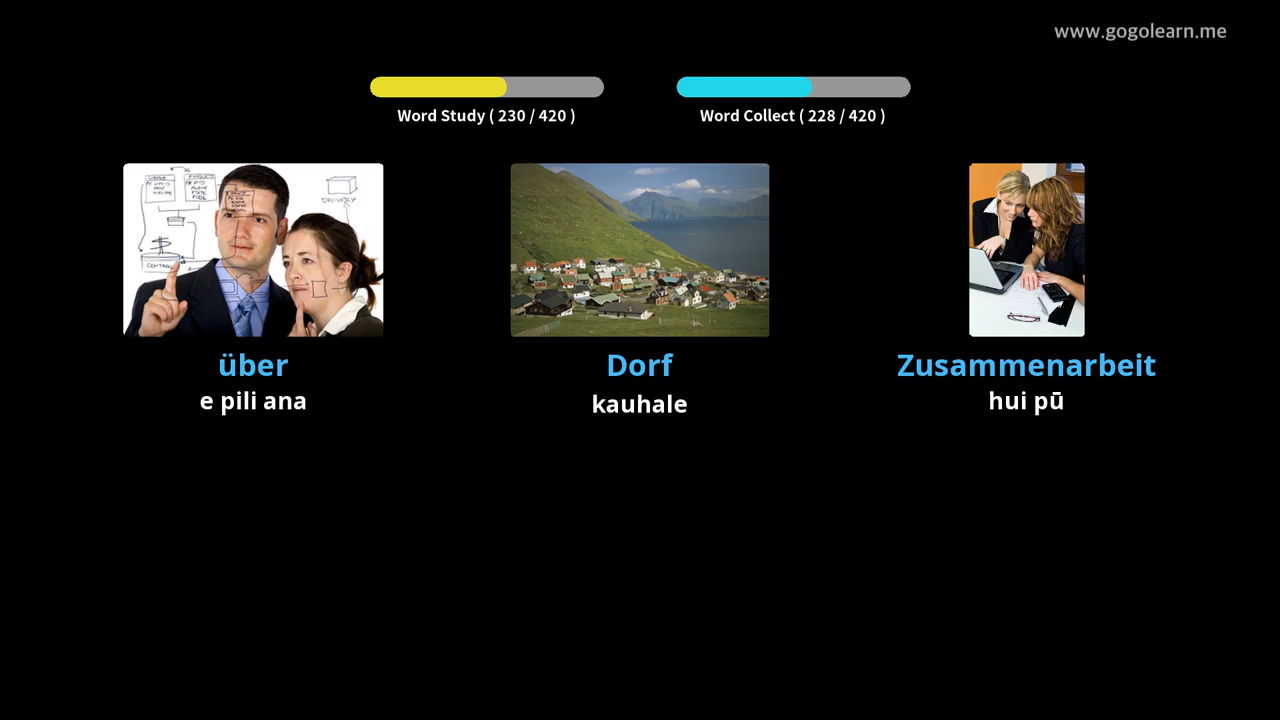 www.gogolearn.me
Word Study ( 230 / 420 )
Word Collect ( 228 / 420 )
DELIVERY
über
Dorf
Zusammenarbeit
e pili ana
kauhale
hui pū